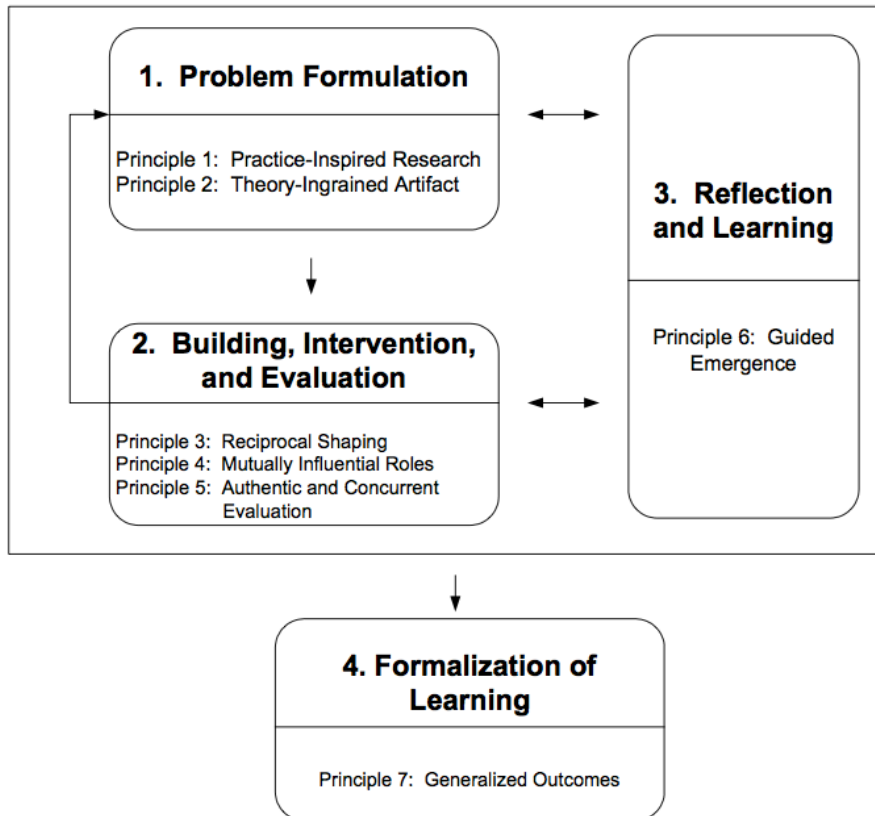 1. Problem Formulation
Principle 1: Practice-Inspired Research
Principle 2: Theory-Ingrained Artifact
2. Building, Intervention,
and Evaluation
Principle 3: Reciprocal Shaping
Principle 4: Mutually Influential Roles
Principle 5: Authentic and Concurrent
Evaluation
3. Reflection
and Learning
Principle 6: Guided
Emergence
4. Formalization of
Learning
Principle 7: Generalized Outcomes